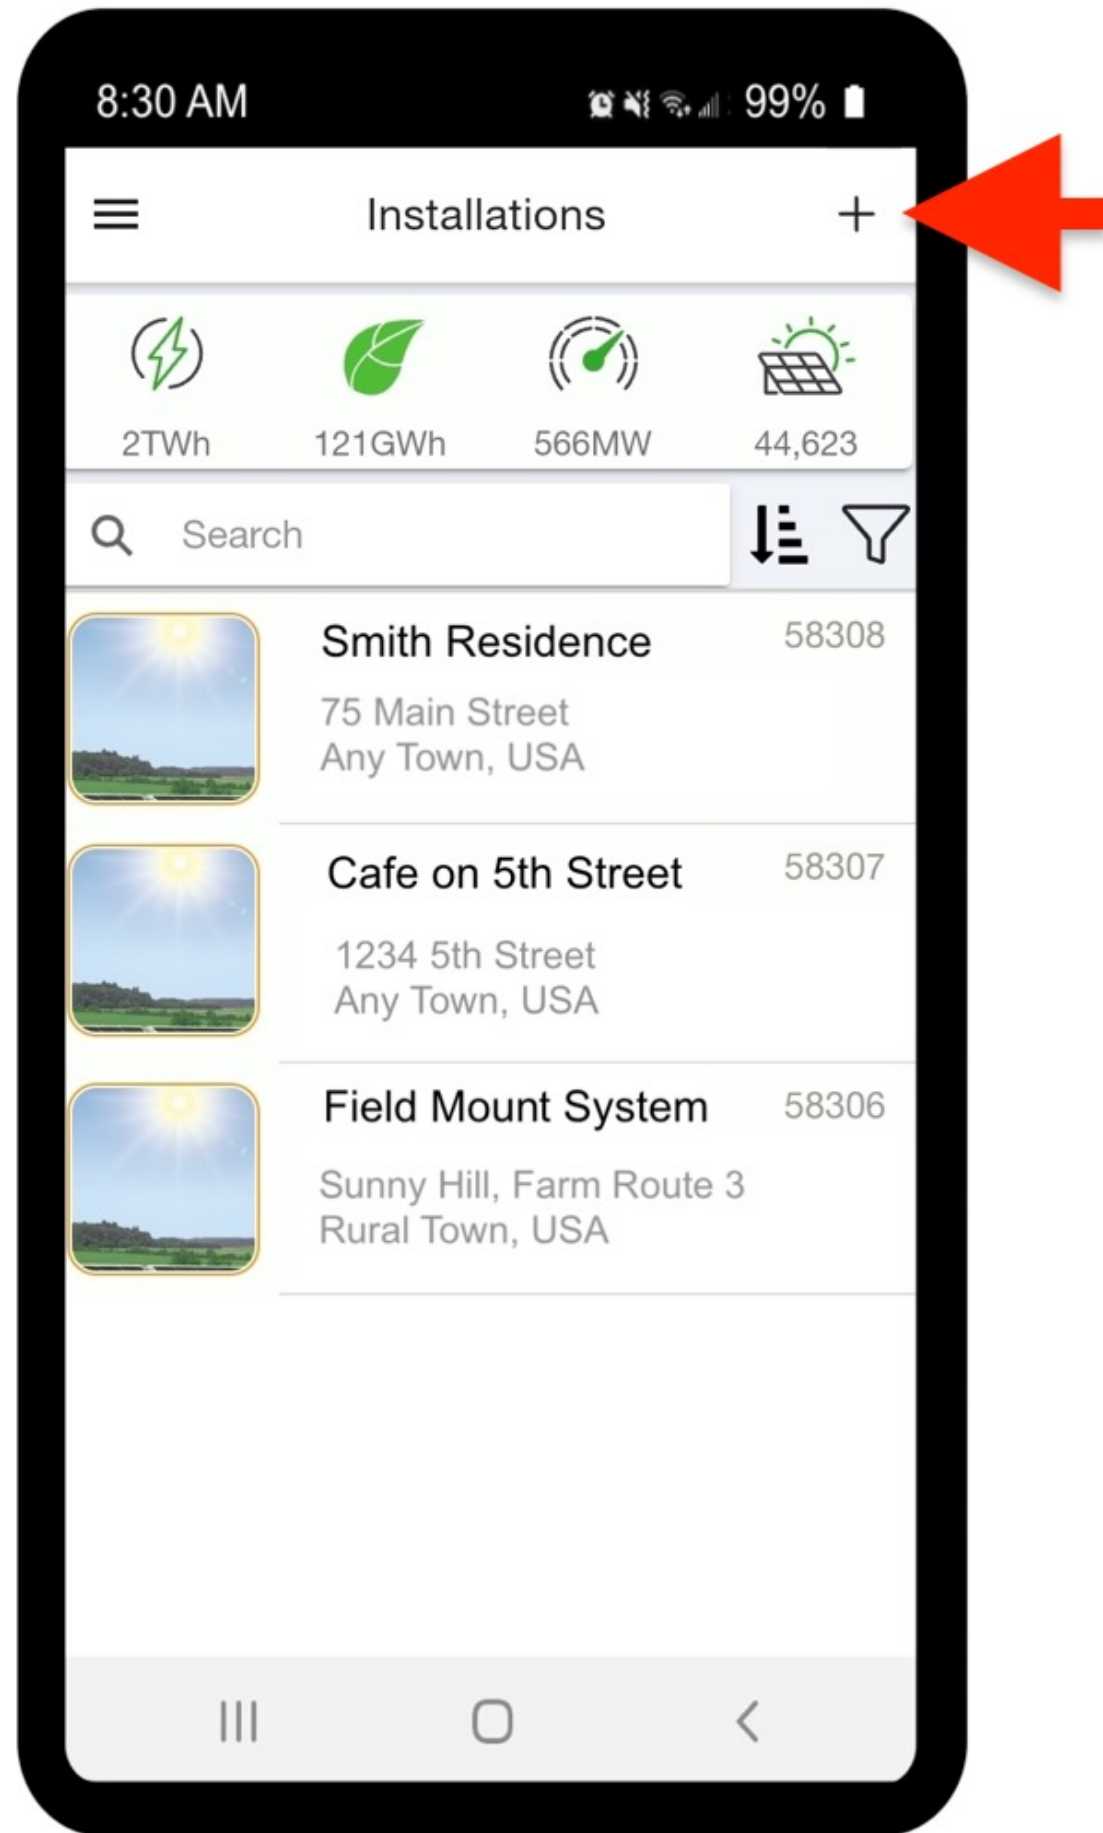 8:30 AM 99%
Installations
2TWh 121GWh 566MW 44,623
Search
Smith Residence 58308
75 Main Street
Any Town, USA
Cafe on 5th Street 58307
1234 5th Street
Any Town, USA
Field Mount System 58306
Sunny Hill, Farm Route 3
Rural Town, USA